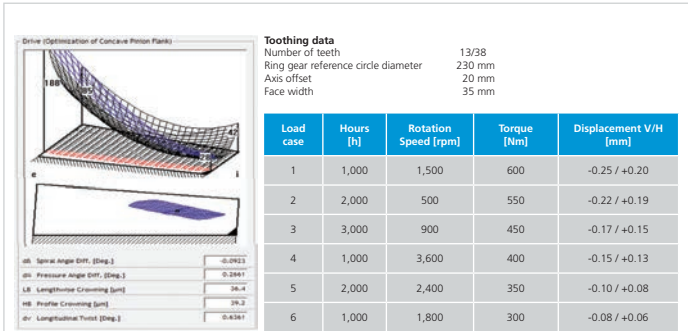 Drive (Optimization of Concave Pinion Flank)
188
85
42
e
i
dß Spiral Angle Diff. [Deg.] -0.0923
dα Pressure Angle Diff. [Deg.] 0.2661
LB Lengthwise Crowning [µm] 36.4
HB Profile Crowning [µm] 39.2
dv Longitudinal Twist [Deg.] 0.6361
Toothing data
Number of teeth 13/38
Ring gear reference circle diameter 230 mm
Axis offset 20 mm
Face width 35 mm
Load case Hours [h] Rotation Speed [rpm] Torque [Nm] Displacement V/H [mm]
1 1,000 1,500 600 -0.25 / +0.20
2 2,000 500 550 -0.22 / +0.19
3 3,000 900 450 -0.17 / +0.15
4 1,000 3,600 400 -0.15 / +0.13
5 2,000 2,400 350 -0.10 / +0.08
6 1,000 1,800 300 -0.08 / +0.06